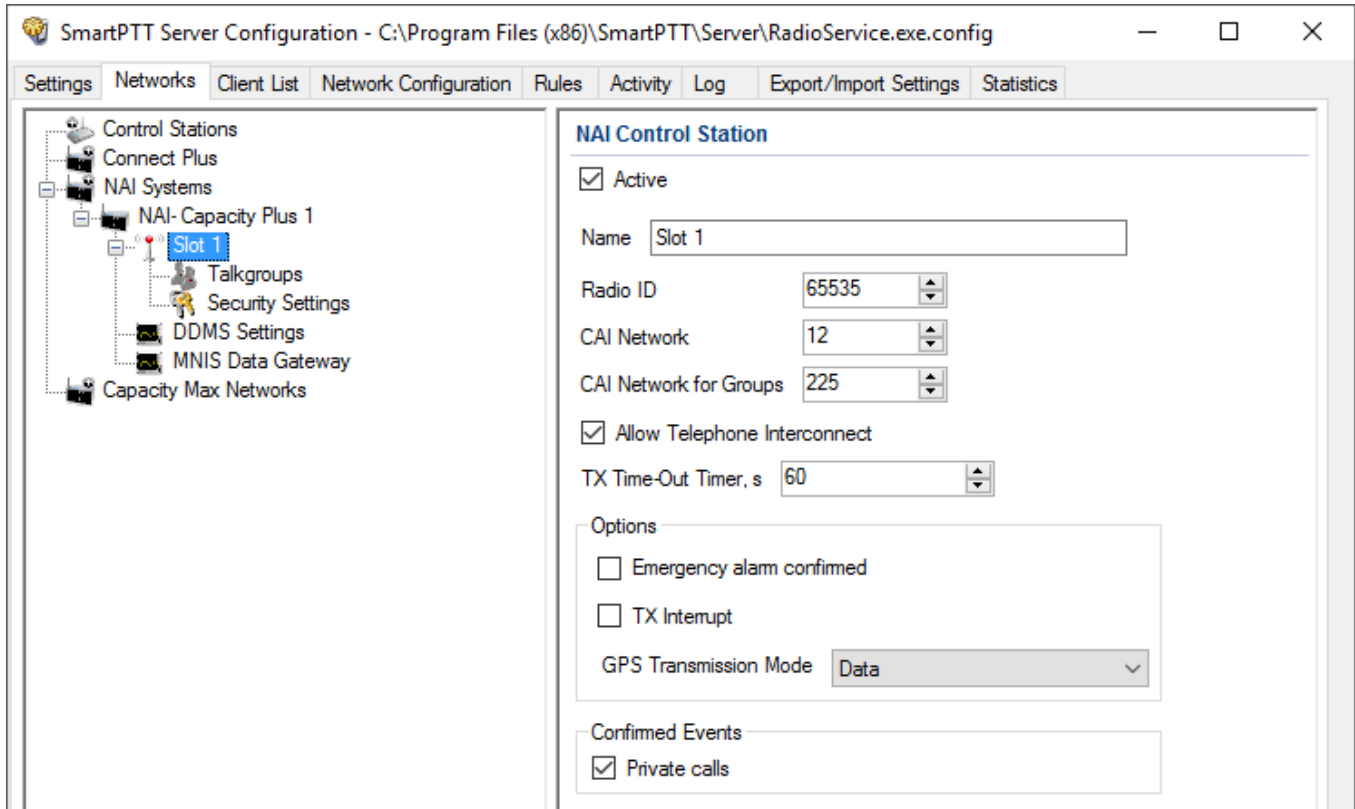 SmartPTT Server Configuration - C:\Program Files (x86)\SmartPTT\Server\RadioService.exe.config
Settings Networks Client List Network Configuration Rules Activity Log Export/Import Settings Statistics
Control Stations
Connect Plus
NAI Systems
NAI- Capacity Plus 1
Slot 1
Talkgroups
Security Settings
DDMS Settings
MNIS Data Gateway
Capacity Max Networks
NAI Control Station
Active
Name Slot 1
Radio ID 65535
CAI Network 12
CAI Network for Groups 225
Allow Telephone Interconnect
TX Time-Out Timer, s 60
Options
Emergency alarm confirmed
TX Interrupt
GPS Transmission Mode Data
Confirmed Events
Private calls